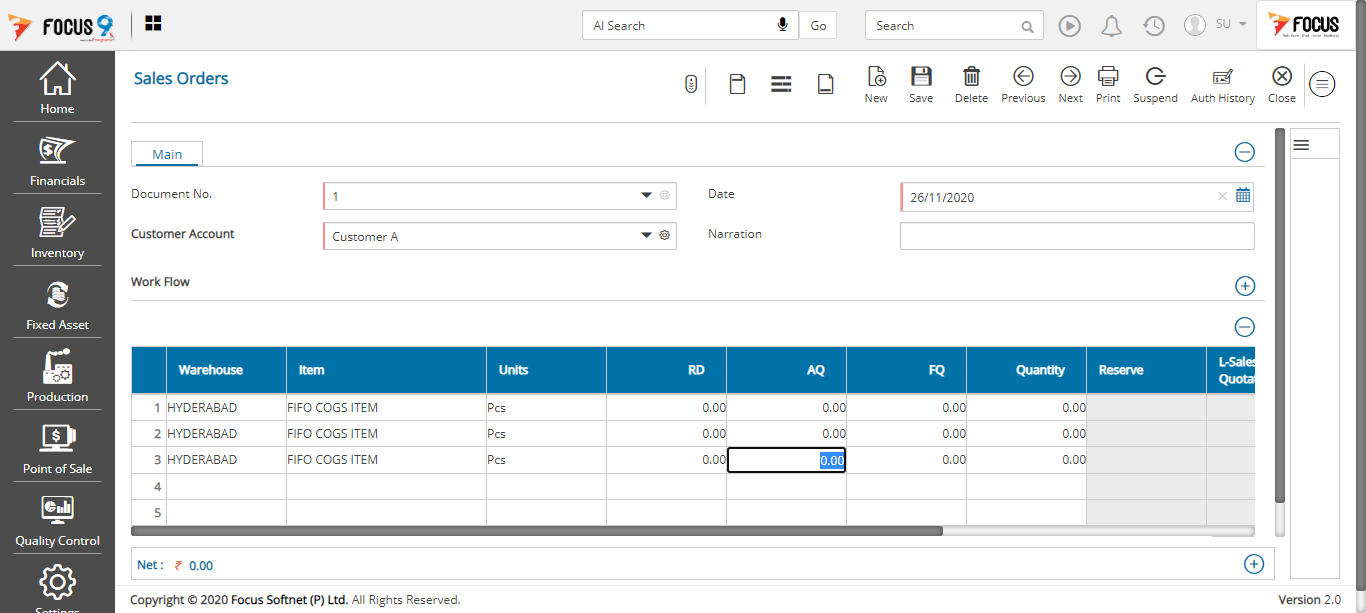 FOCUS 9
AI Search
Go
Search
SU
FOCUS
Home
Financials
Inventory
Fixed Asset
Production
Point of Sale
Quality Control
Settings
Sales Orders
New Save Delete Previous Next Print Suspend Auth History Close
Main
Document No. 1 Date 26/11/2020
Customer Account Customer A Narration
Work Flow
Warehouse Item Units RD AQ FQ Quantity Reserve L-Sales
Quotat
1 HYDERABAD FIFO COGS ITEM Pcs 0.00 0.00 0.00 0.00
2 HYDERABAD FIFO COGS ITEM Pcs 0.00 0.00 0.00 0.00
3 HYDERABAD FIFO COGS ITEM Pcs 0.00 0.00 0.00 0.00
4
5
Net : ₹ 0.00
Copyright © 2020 Focus Softnet (P) Ltd. All Rights Reserved. Version 2.0